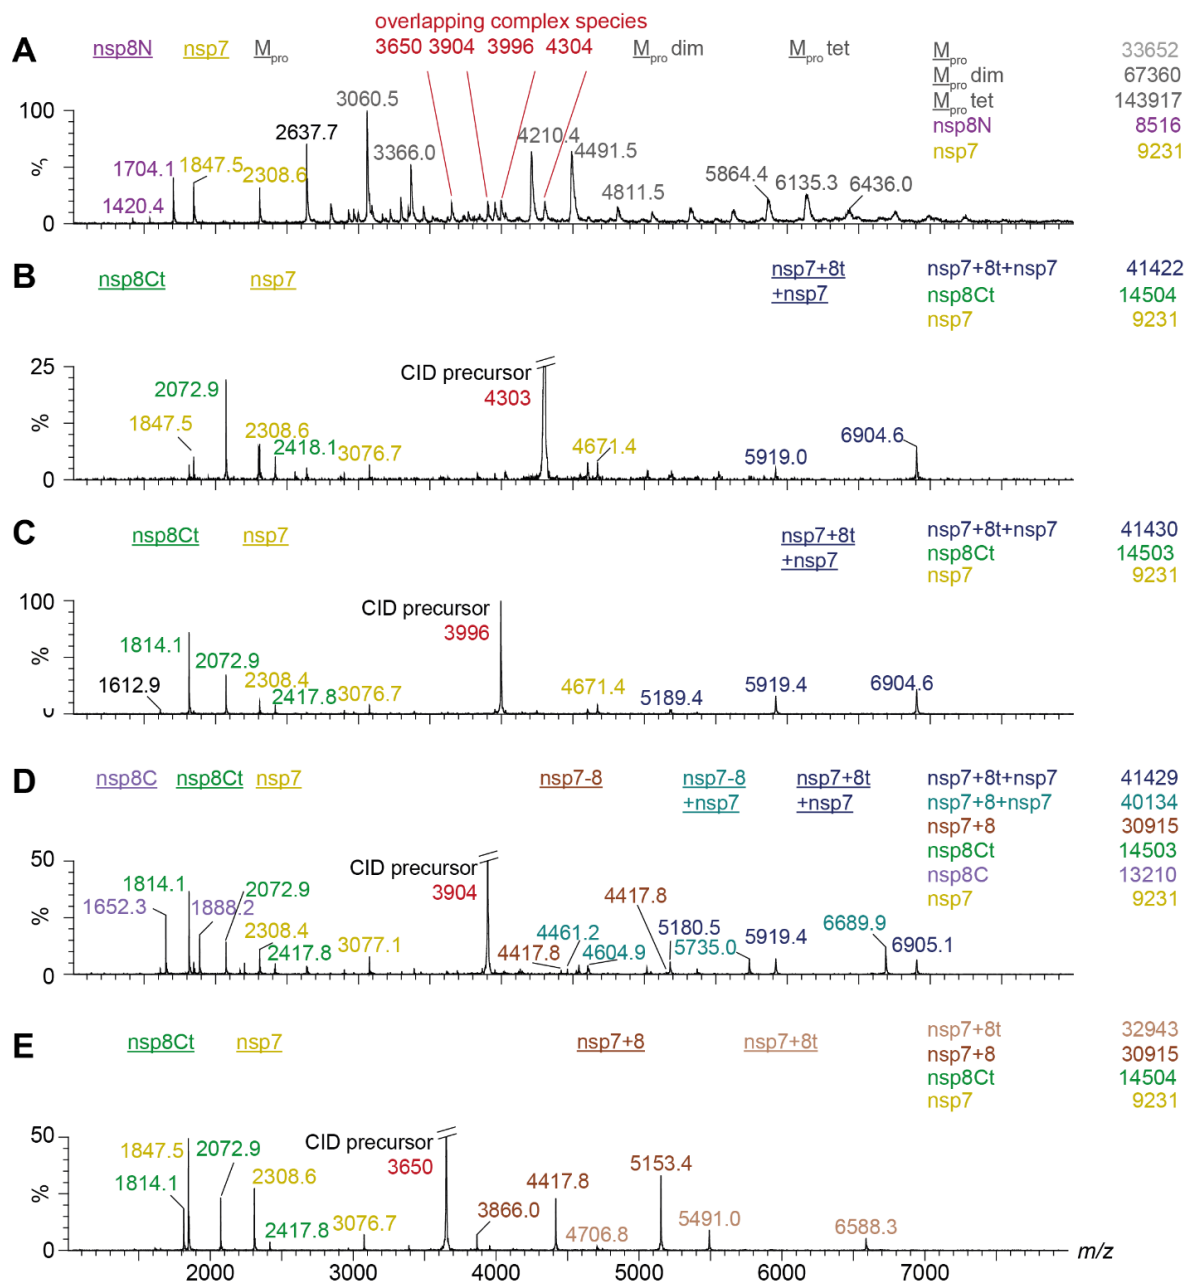 overlapping complex species
A nsp8N nsp7 Mpro 3650 3904 3996 4304 Mpro dim Mpro tet Mpro 33652
Mpro dim 67360
Mpro tet 143917
nsp8N 8516
nsp7 9231
100
50
0
%
1420.4 1704.1 1847.5 2308.6 2637.7 3060.5 3366.0 4210.4 4491.5 4811.5 5864.4 6135.3 6436.0
B nsp8Ct nsp7 nsp7+8t nsp7+8t+nsp7 41422
+nsp7 nsp8Ct 14504
nsp7 9231
25
0
%
CID precursor
4303
1847.5 2072.9 2308.6 2418.1 3076.7 4671.4 5919.0 6904.6
C nsp8Ct nsp7 nsp7+8t nsp7+8t+nsp7 41430
+nsp7 nsp8Ct 14503
nsp7 9231
100
%
CID precursor
3996
1612.9 1814.1 2072.9 2308.4 2417.8 3076.7 4671.4 5189.4 5919.4 6904.6
D nsp8C nsp8Ct nsp7 nsp7-8 nsp7-8 nsp7+8t nsp7+8t+nsp7 41429
+nsp7 +nsp7 nsp7+8+nsp7 40134
nsp7+8 30915
nsp8Ct 14503
nsp8C 13210
nsp7 9231
50
0
%
CID precursor
3904
1652.3 1814.1 1888.2 2072.9 2308.4 2417.8 3077.1 4417.8 4461.2 4604.9 4417.8 5180.5 5735.0 5919.4 6689.9 6905.1
E nsp8Ct nsp7 nsp7+8 nsp7+8t nsp7+8t 32943
nsp7+8 30915
nsp8Ct 14504
nsp7 9231
50
0
%
CID precursor
3650
1814.1 1847.5 2072.9 2308.6 2417.8 3076.7 3866.0 4417.8 4706.8 5153.4 5491.0 6588.3
2000 3000 4000 5000 6000 7000 m/z